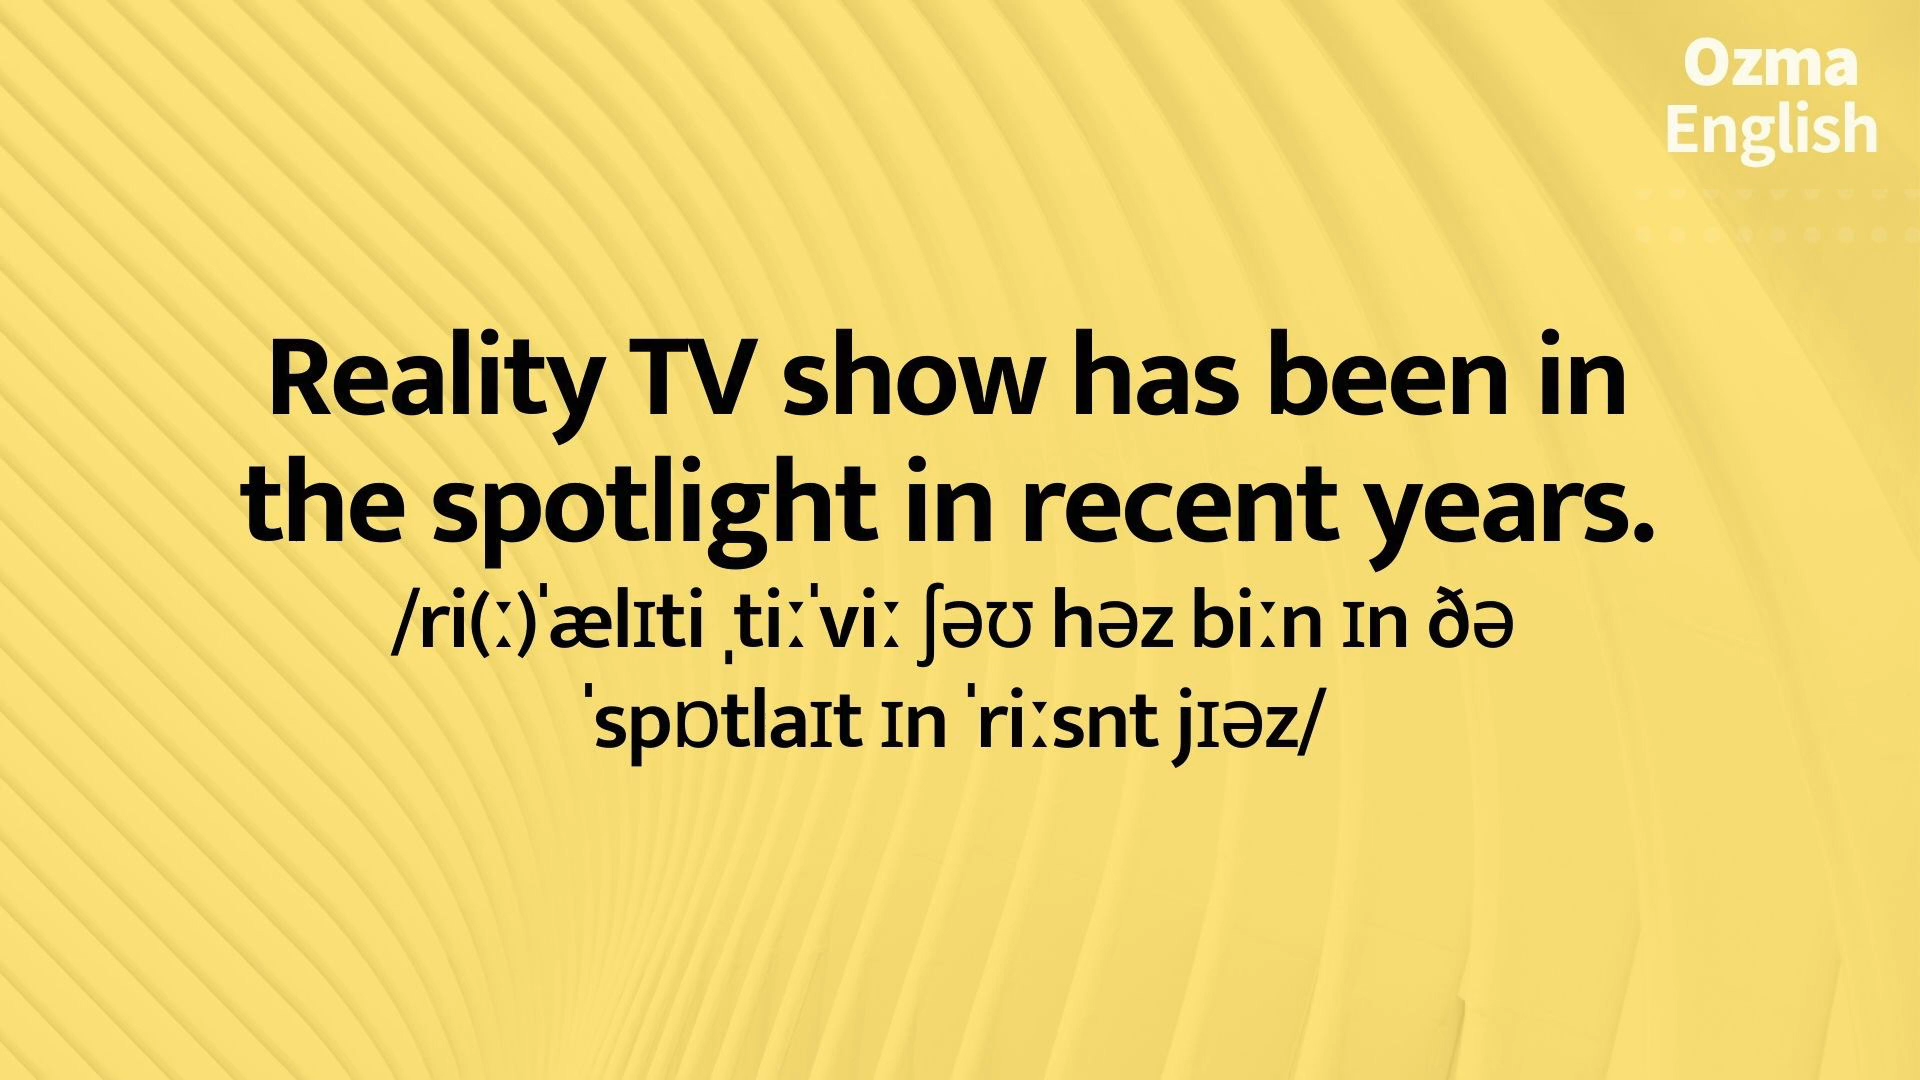 Ozma
English
Reality TV show has been in
the spotlight in recent years.
/ri(ː)ˈælɪti ˌtiːˈviː ʃəʊ həz biːn ɪn ðə
ˈspɒtlaɪt ɪn ˈriːsnt jɪəz/